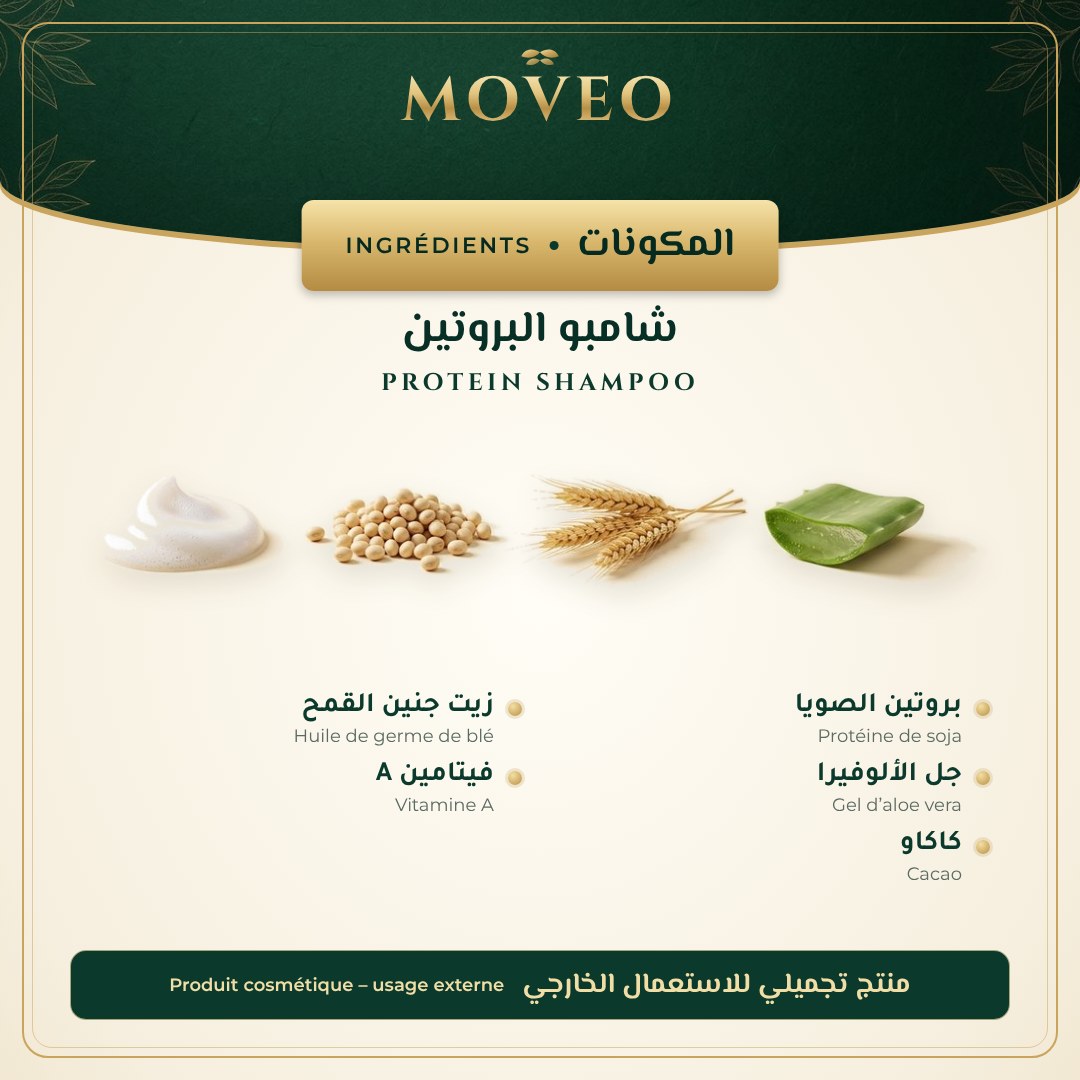 MOVEO
المكونات • INGRÉDIENTS
شامبو البروتين
PROTEIN SHAMPOO
بروتين الصويا
Protéine de soja
جل الألوفيرا
Gel d’aloe vera
كاكاو
Cacao
زيت جنين القمح
Huile de germe de blé
فيتامين A
Vitamine A
منتج تجميلي للاستعمال الخارجي Produit cosmétique – usage externe